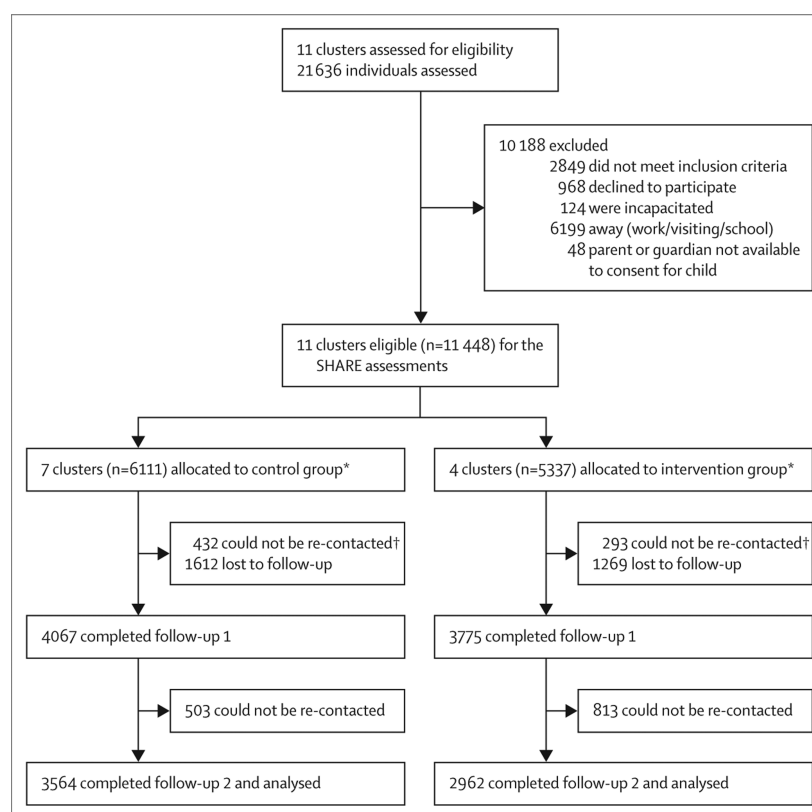 11 clusters assessed for eligibility
21 636 individuals assessed
10 188 excluded
2849 did not meet inclusion criteria
968 declined to participate
124 were incapacitated
6199 away (work/visiting/school)
48 parent or guardian not available
to consent for child
11 clusters eligible (n=11 448) for the
SHARE assessments
7 clusters (n=6111) allocated to control group*
4 clusters (n=5337) allocated to intervention group*
432 could not be re-contacted†
1612 lost to follow-up
293 could not be re-contacted†
1269 lost to follow-up
4067 completed follow-up 1
3775 completed follow-up 1
503 could not be re-contacted
813 could not be re-contacted
3564 completed follow-up 2 and analysed
2962 completed follow-up 2 and analysed